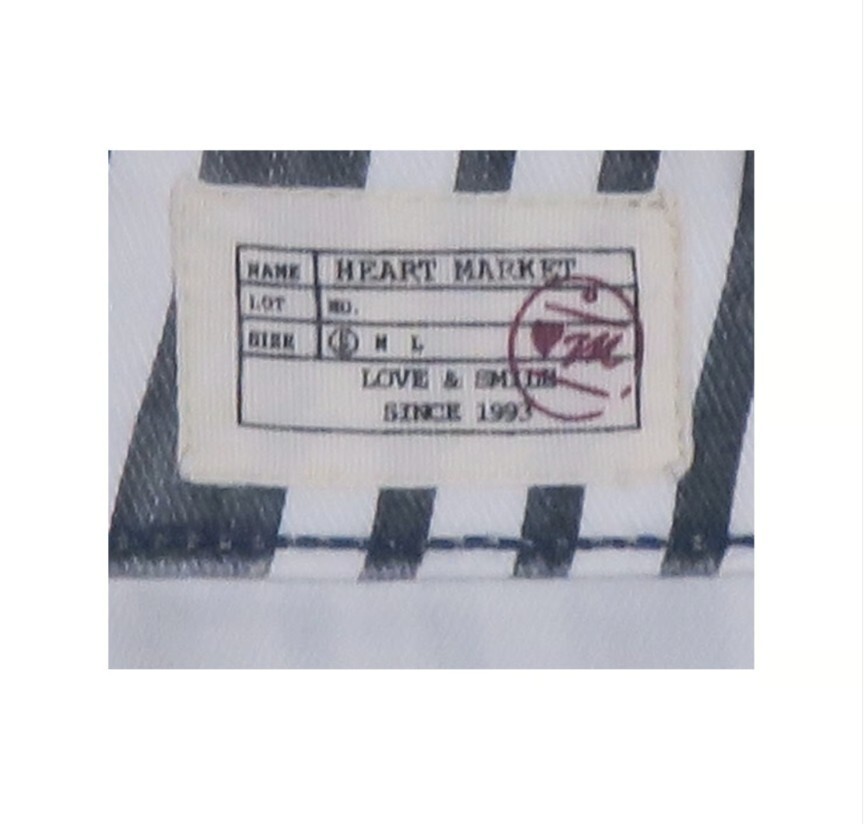 NAME HEART MARKET
LOT NO.
SIZE S M L
LOVE & SMILE
SINCE 1993